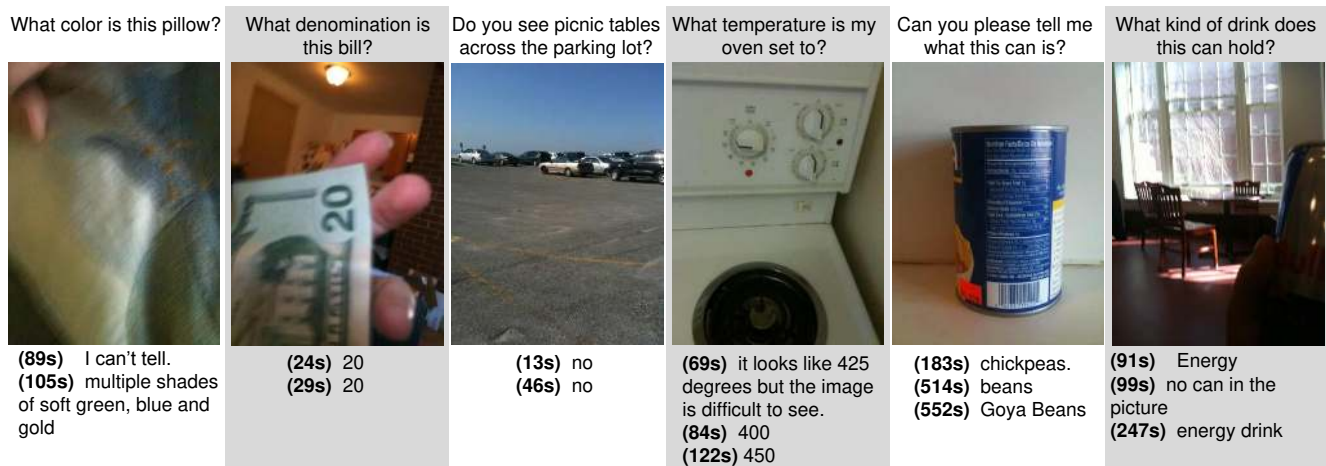 What color is this pillow?
(89s) I can't tell.
(105s) multiple shades
of soft green, blue and
gold
What denomination is
this bill?
20
(24s) 20
(29s) 20
Do you see picnic tables
across the parking lot?
(13s) no
(46s) no
What temperature is my
oven set to?
(69s) it looks like 425
degrees but the image
is difficult to see.
(84s) 400
(122s) 450
Can you please tell me
what this can is?
(183s) chickpeas.
(514s) beans
(552s) Goya Beans
What kind of drink does
this can hold?
(91s) Energy
(99s) no can in the
picture
(247s) energy drink